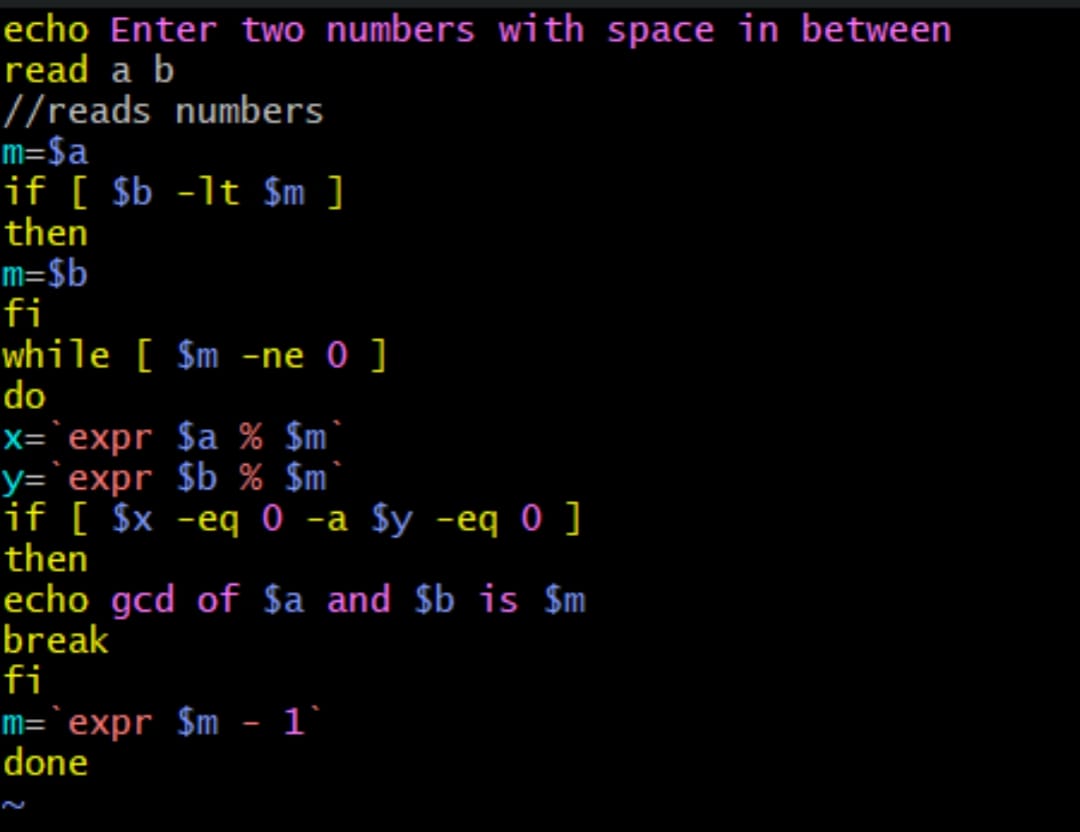 echo Enter two numbers with space in between
read a b
//reads numbers
m=$a
if [ $b -lt $m ]
then
m=$b
fi
while [ $m -ne 0 ]
do
x=`expr $a % $m`
y=`expr $b % $m`
if [ $x -eq 0 -a $y -eq 0 ]
then
echo gcd of $a and $b is $m
break
fi
m=`expr $m - 1`
done
~